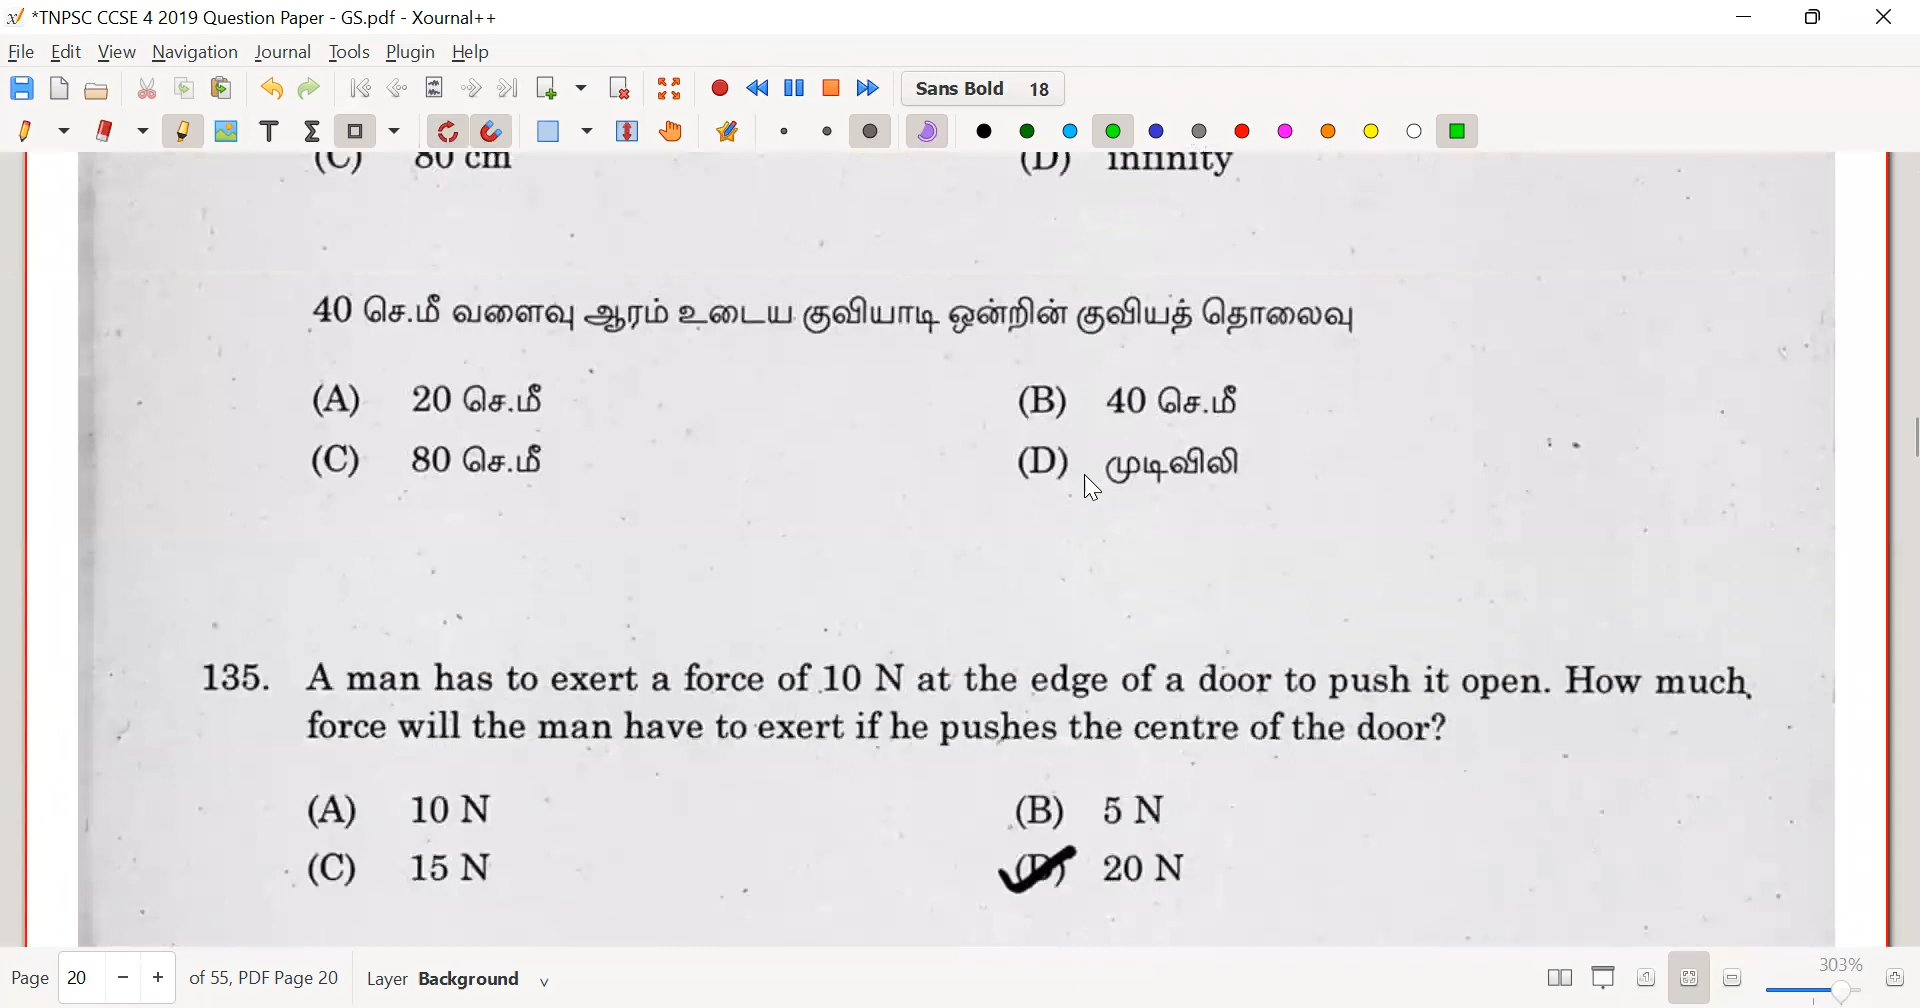 *TNPSC CCSE 4 2019 Question Paper - GS.pdf - Xournal++
File Edit View Navigation Journal Tools Plugin Help
Sans Bold 18
(C) 80 cm (D) infinity
40 செ.மீ வளைவு ஆரம் உடைய குவியாடி ஒன்றின் குவியத் தொலைவு
(A) 20 செ.மீ (B) 40 செ.மீ
(C) 80 செ.மீ (D) முடிவிலி
135. A man has to exert a force of 10 N at the edge of a door to push it open. How much
force will the man have to exert if he pushes the centre of the door?
(A) 10 N (B) 5 N
(C) 15 N (D) 20 N
Page 20 − + of 55, PDF Page 20 Layer Background 303%